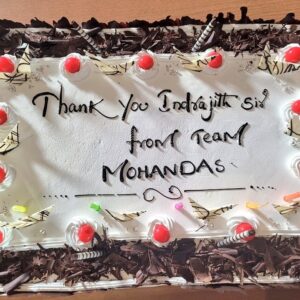 Thank You Indrajith sir
from Team
MOHANDAS